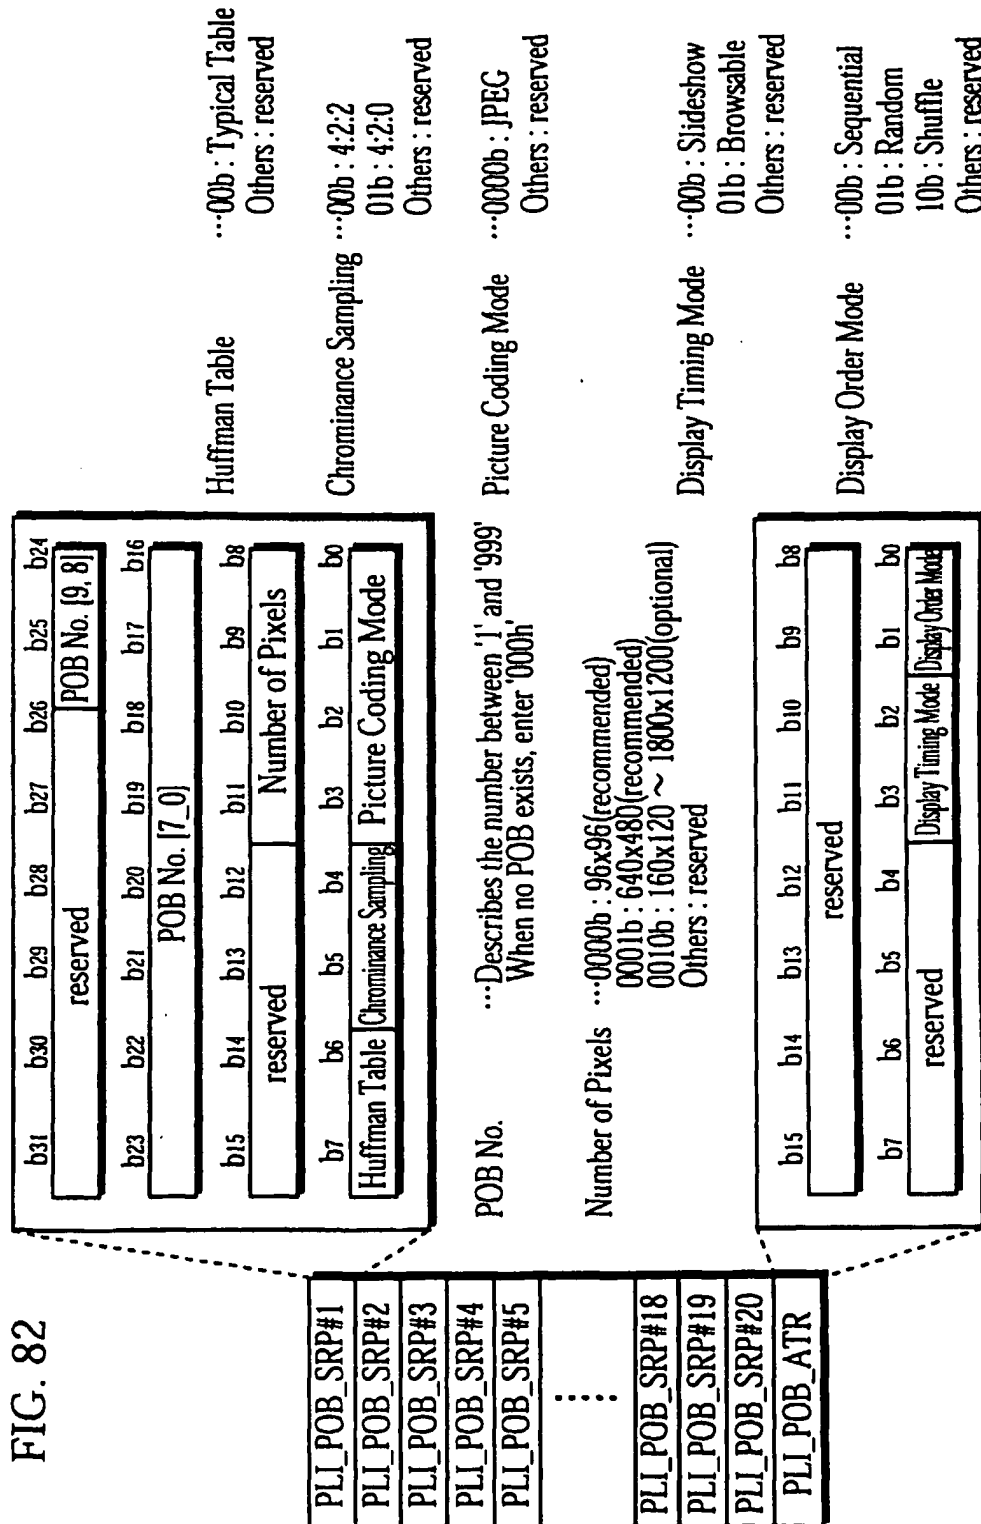 FIG. 82
PLI_POB_SRP#1
PLI_POB_SRP#2
PLI_POB_SRP#3
PLI_POB_SRP#4
PLI_POB_SRP#5
......
PLI_POB_SRP#18
PLI_POB_SRP#19
PLI_POB_SRP#20
PLI_POB_ATR
b31 b30 b29 b28 b27 b26 b25 b24
reserved POB No. [9, 8]
b23 b22 b21 b20 b19 b18 b17 b16
POB No. [7_0]
b15 b14 b13 b12 b11 b10 b9 b8
reserved Number of Pixels
b7 b6 b5 b4 b3 b2 b1 b0
Huffman Table Chrominance Sampling Picture Coding Mode
POB No. ···Describes the number between '1' and '999'
When no POB exists, enter '000h'
Number of Pixels ···0000b : 96x96(recommended)
0001b : 640x480(recommended)
0010b : 160x120 ~ 1800x1200(optional)
Others : reserved
b15 b14 b13 b12 b11 b10 b9 b8
reserved
b7 b6 b5 b4 b3 b2 b1 b0
reserved Display Timing Mode Display Order Mode
Huffman Table ···00b : Typical Table
Others : reserved
Chrominance Sampling ···00b : 4:2:2
01b : 4:2:0
Others : reserved
Picture Coding Mode ···0000b : JPEG
Others : reserved
Display Timing Mode ···00b : Slideshow
01b : Browsable
Others : reserved
Display Order Mode ···00b : Sequential
01b : Random
10b : Shuffle
Others : reserved